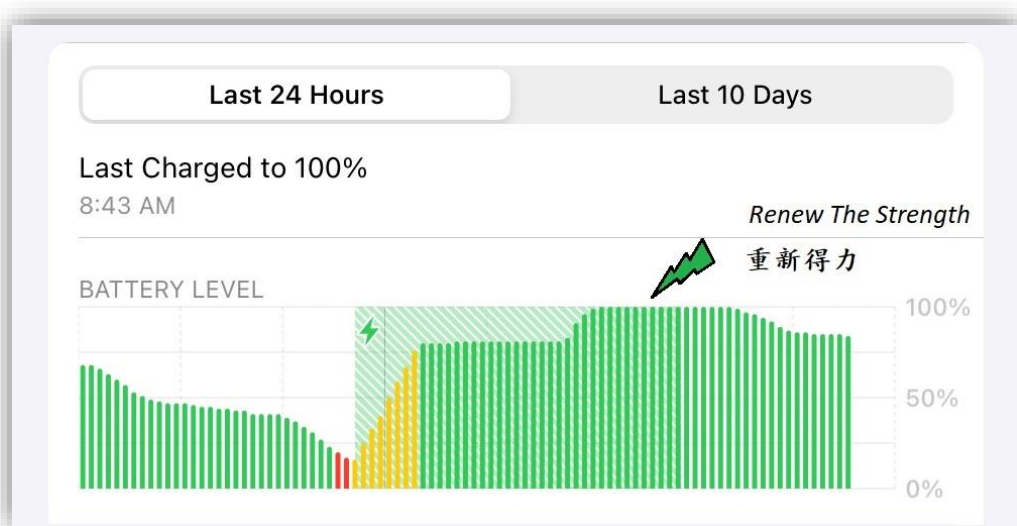 Last 24 Hours
Last 10 Days
Last Charged to 100%
8:43 AM
Renew The Strength
重新得力
BATTERY LEVEL
100%
50%
0%